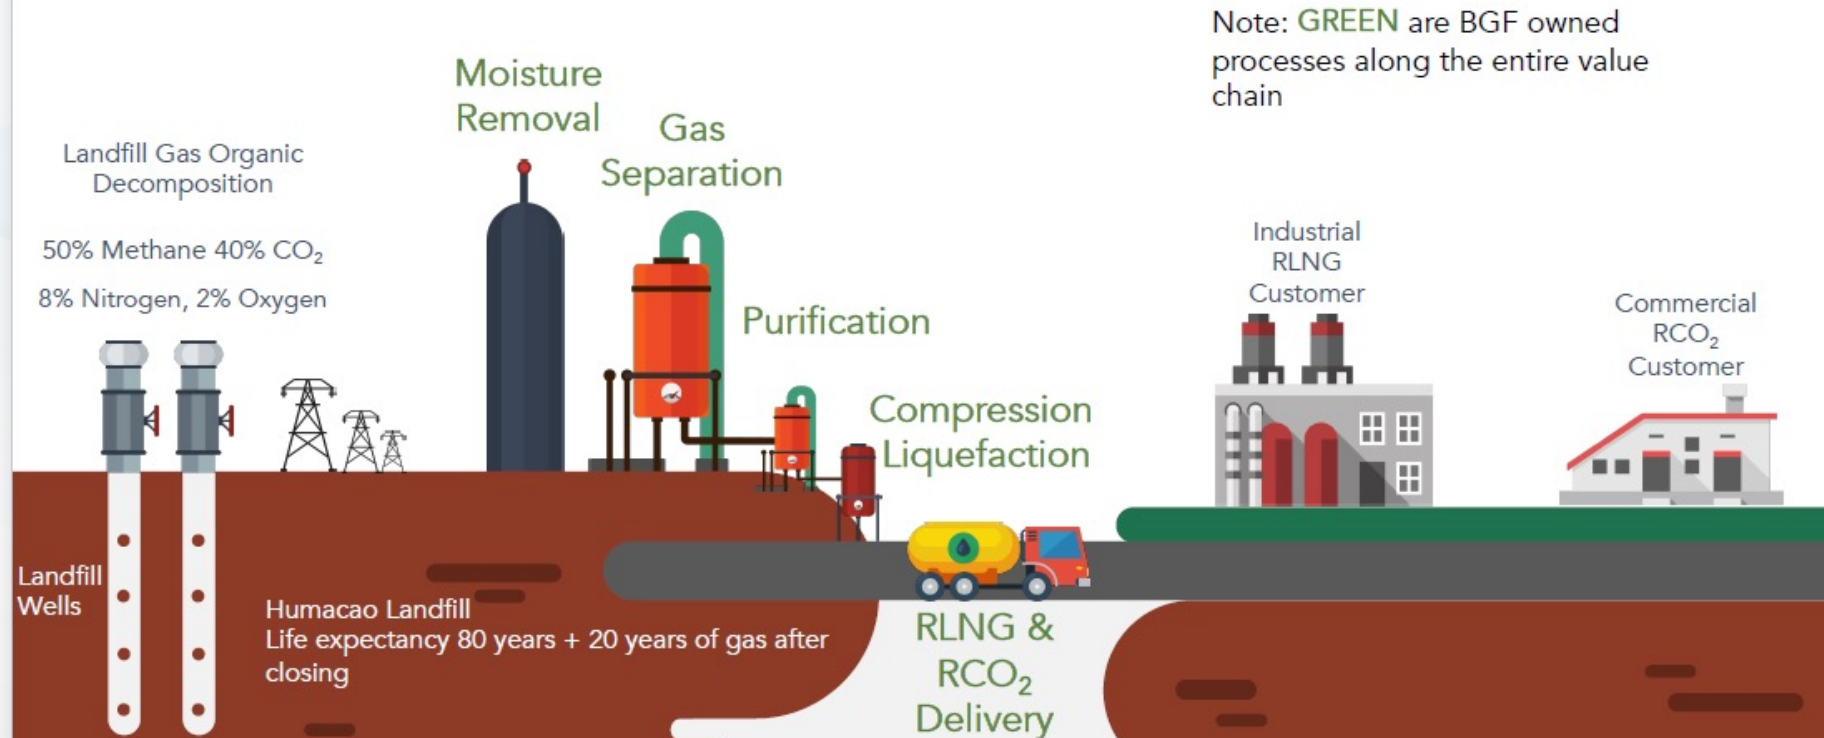 Note: GREEN are BGF owned
processes along the entire value
chain
Moisture
Removal
Gas
Separation
Landfill Gas Organic
Decomposition
50% Methane 40% CO₂
8% Nitrogen, 2% Oxygen
Purification
Compression
Liquefaction
Industrial
RLNG
Customer
Commercial
RCO₂
Customer
Landfill
Wells
Humacao Landfill
Life expectancy 80 years + 20 years of gas after
closing
RLNG &
RCO₂
Delivery